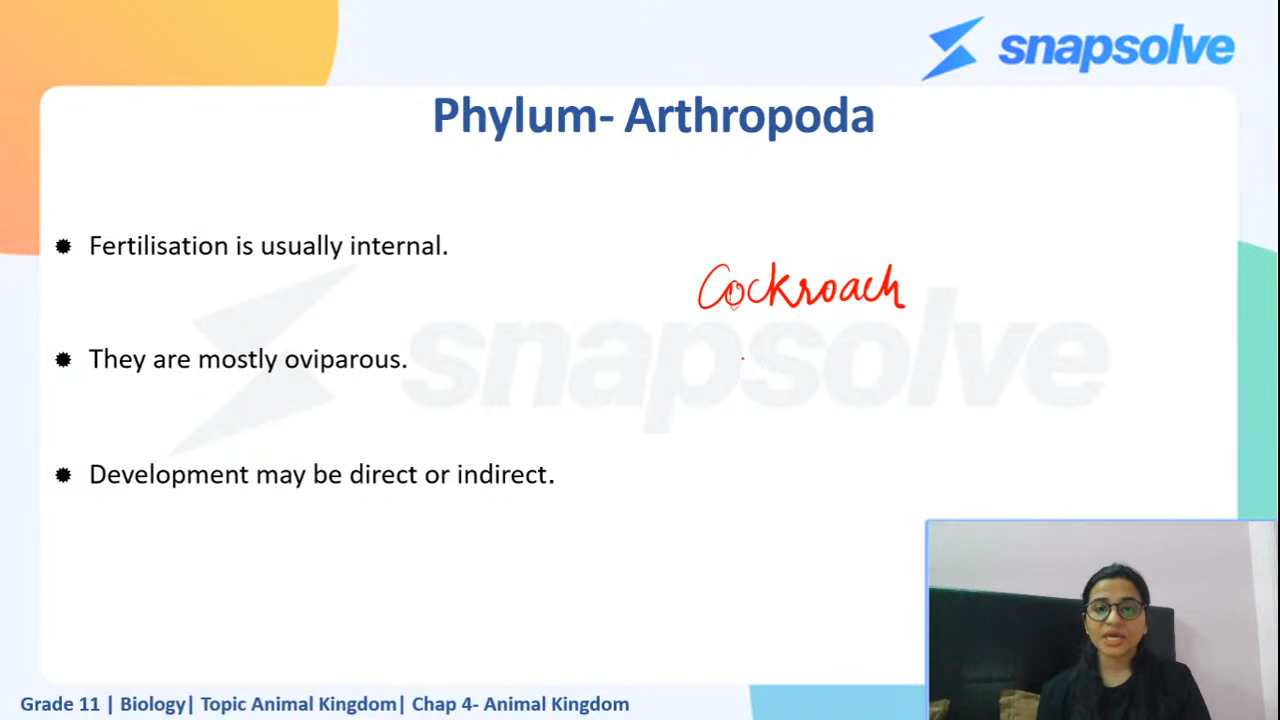 snapsolve
Phylum- Arthropoda
Fertilisation is usually internal.
Cockroach
They are mostly oviparous.
snapsolve
Development may be direct or indirect.
Grade 11 | Biology| Topic Animal Kingdom| Chap 4- Animal Kingdom